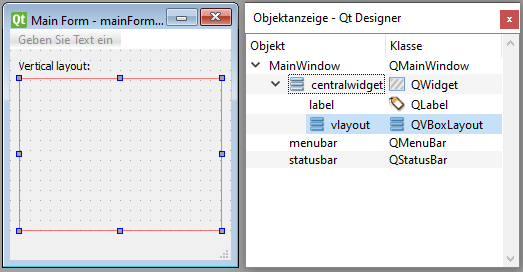 Qt Main Form - mainForm...
Geben Sie Text ein
Vertical layout:
Objektanzeige - Qt Designer
Objekt Klasse
MainWindow QMainWindow
centralwidget QWidget
label QLabel
vlayout QVBoxLayout
menubar QMenuBar
statusbar QStatusBar